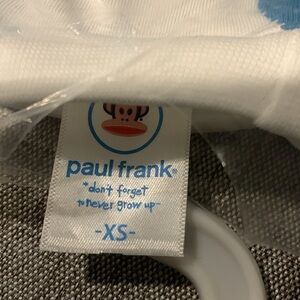 paul frank®
"don't forget
to never grow up"
-XS-